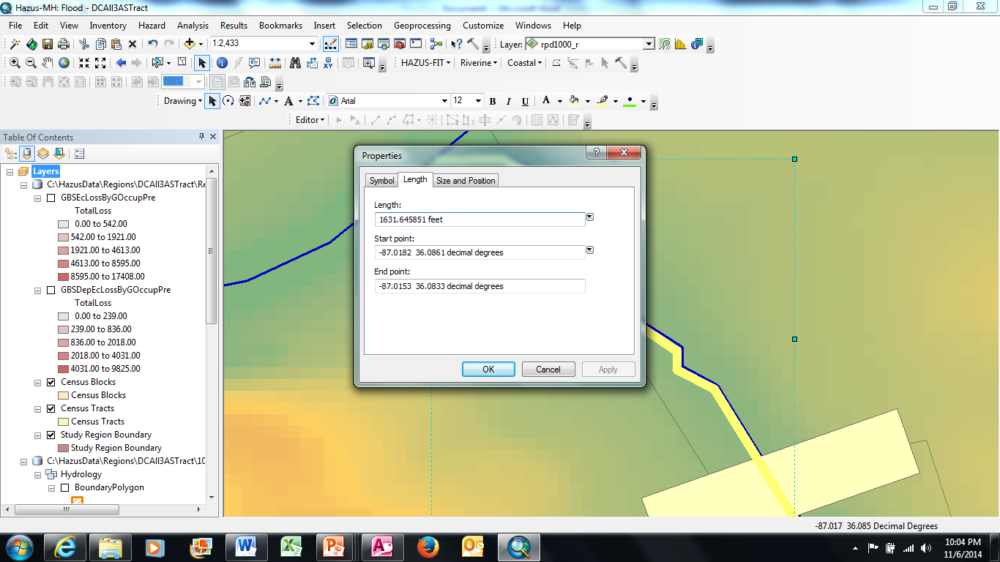 Hazus-MH: Flood - DCAll3ASTract
File Edit View Inventory Hazard Analysis Results Bookmarks Insert Selection Geoprocessing Customize Windows Help
1:2,433 Layer: rpd1000_r
HAZUS-FIT Riverine Coastal
100%
Drawing A Arial 12 B I U A
Editor
Table Of Contents
Layers
C:\HazusData\Regions\DCAll3ASTract\Re
GBSEcLossByGOccupPre
TotalLoss
0.00 to 542.00
542.00 to 1921.00
1921.00 to 4613.00
4613.00 to 8595.00
8595.00 to 17408.00
GBSDepEcLossByGOccupPre
TotalLoss
0.00 to 239.00
239.00 to 836.00
836.00 to 2018.00
2018.00 to 4031.00
4031.00 to 9825.00
Census Blocks
Census Blocks
Census Tracts
Census Tracts
Study Region Boundary
Study Region Boundary
C:\HazusData\Regions\DCAll3ASTract\10
Hydrology
BoundaryPolygon
Properties
Symbol Length Size and Position
Length:
1631.645851 feet
Start point:
-87.0182 36.0861 decimal degrees
End point:
-87.0153 36.0833 decimal degrees
OK Cancel Apply
-87.017 36.085 Decimal Degrees
10:04 PM
11/6/2014